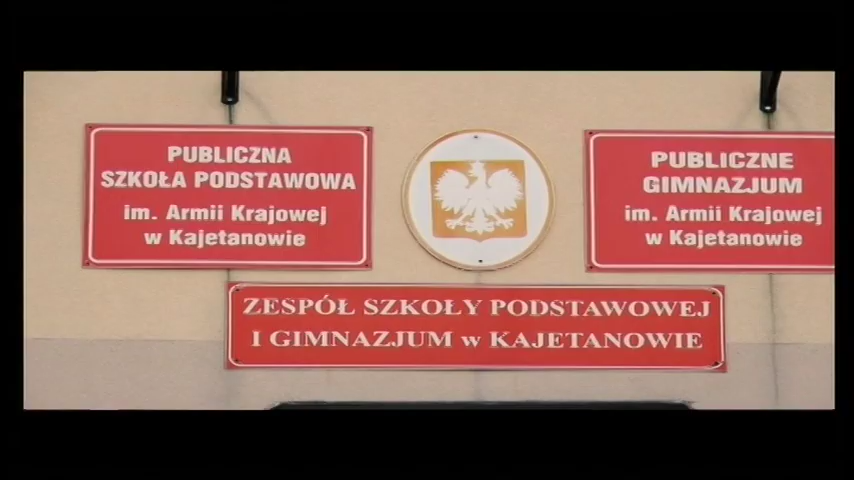 PUBLICZNA
SZKOŁA PODSTAWOWA
im. Armii Krajowej
w Kajetanowie
PUBLICZNE
GIMNAZJUM
im. Armii Krajowej
w Kajetanowie
ZESPÓŁ SZKOŁY PODSTAWOWEJ
I GIMNAZJUM w KAJETANOWIE